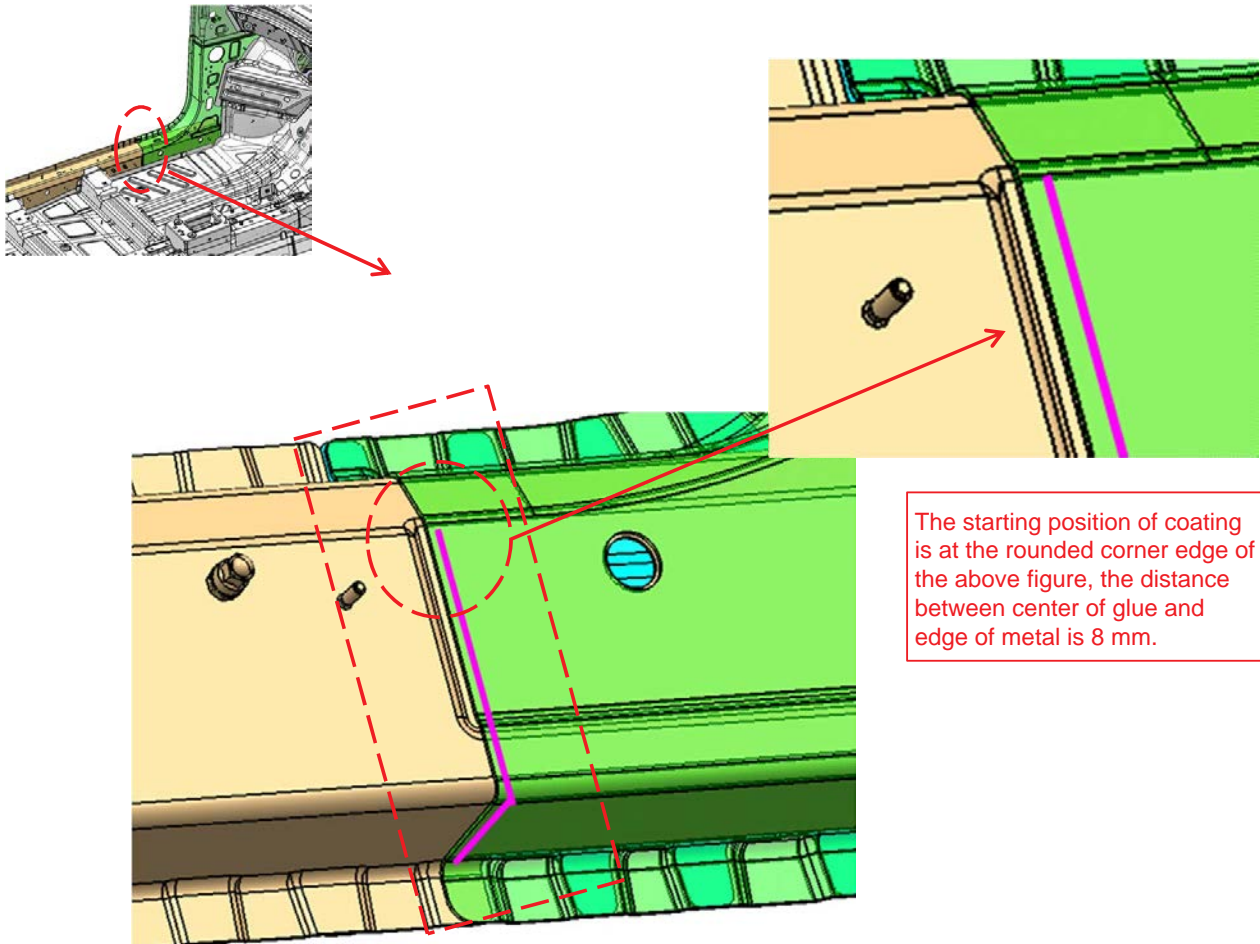 The starting position of coating
is at the rounded corner edge of
the above figure, the distance
between center of glue and
edge of metal is 8 mm.